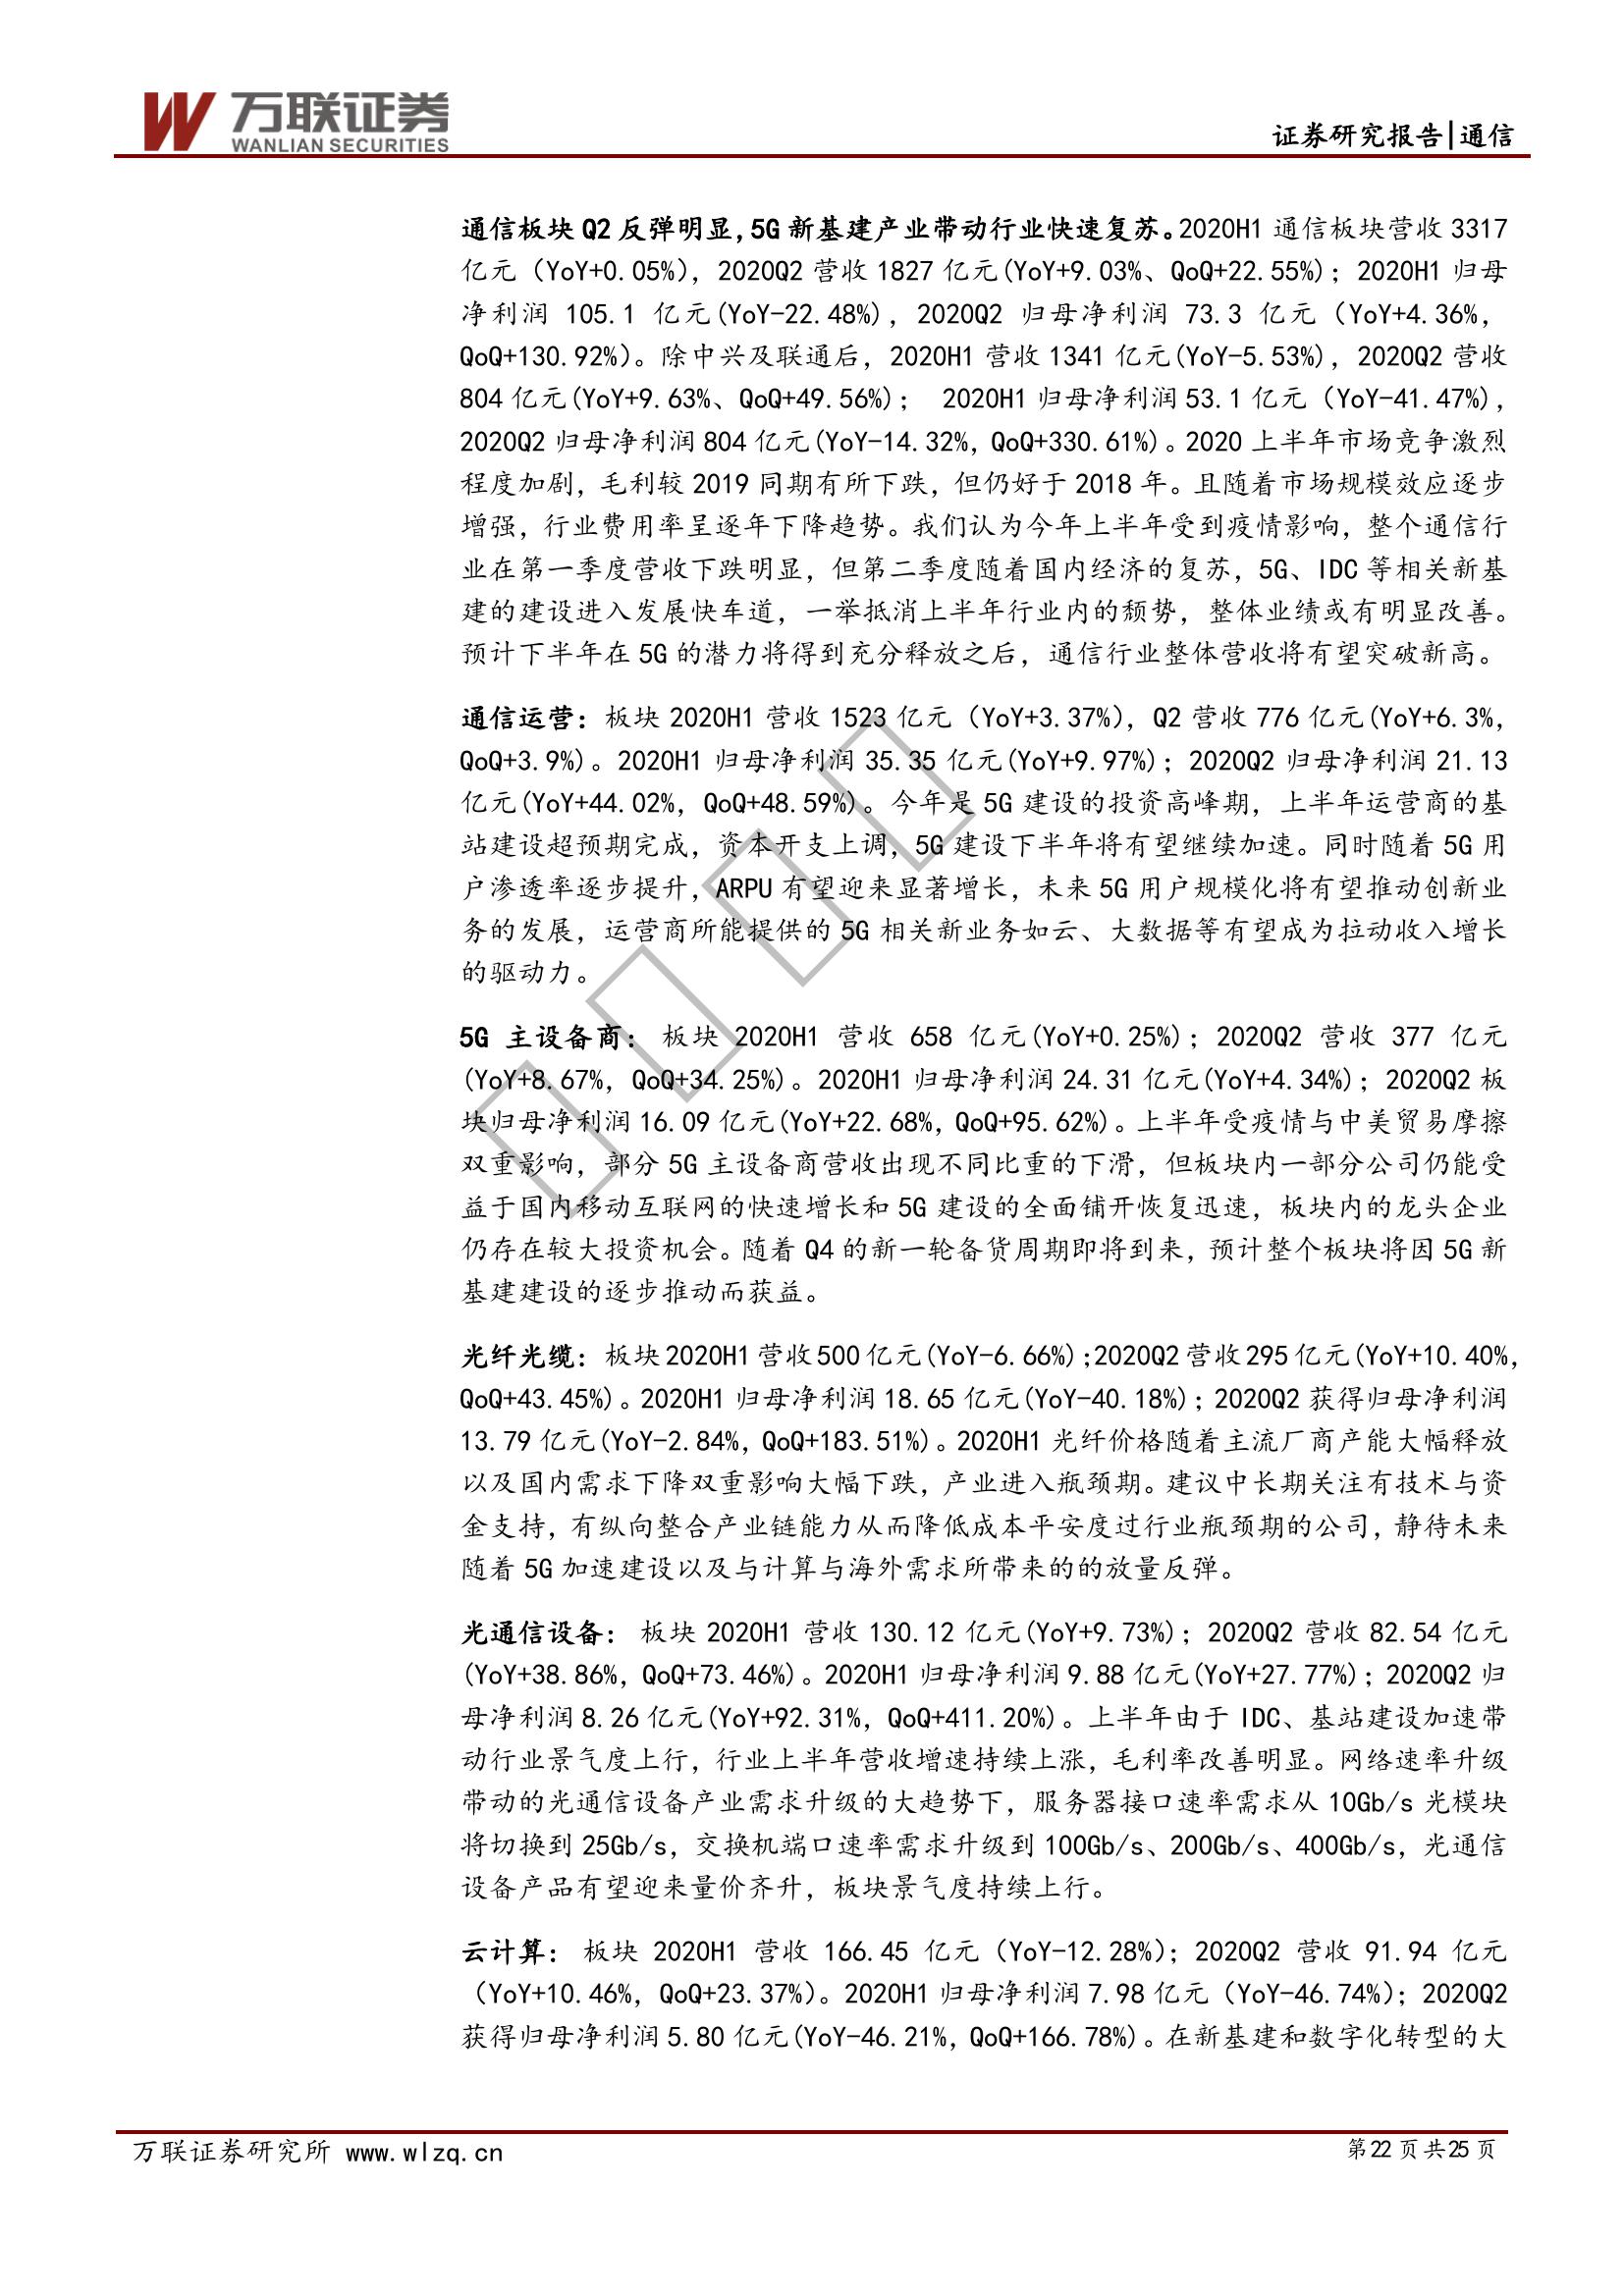 万联证券
WANLIAN SECURITIES
证券研究报告|通信
通信板块 Q2 反弹明显，5G 新基建产业带动行业快速复苏。2020H1 通信板块营收 3317
亿元（YoY+0.05%），2020Q2 营收 1827 亿元(YoY+9.03%、QoQ+22.55%)；2020H1 归母
净利润 105.1 亿元(YoY-22.48%)，2020Q2 归母净利润 73.3 亿元（YoY+4.36%，
QoQ+130.92%）。除中兴及联通后，2020H1 营收 1341 亿元(YoY-5.53%)，2020Q2 营收
804 亿元(YoY+9.63%、QoQ+49.56%)； 2020H1 归母净利润 53.1 亿元（YoY-41.47%），
2020Q2 归母净利润 804 亿元(YoY-14.32%，QoQ+330.61%)。2020 上半年市场竞争激烈
程度加剧，毛利较 2019 同期有所下跌，但仍好于 2018 年。且随着市场规模效应逐步
增强，行业费用率呈逐年下降趋势。我们认为今年上半年受到疫情影响，整个通信行
业在第一季度营收下跌明显，但第二季度随着国内经济的复苏，5G、IDC 等相关新基
建的建设进入发展快车道，一举抵消上半年行业内的颓势，整体业绩或有明显改善。
预计下半年在 5G 的潜力将得到充分释放之后，通信行业整体营收将有望突破新高。
通信运营：板块 2020H1 营收 1523 亿元（YoY+3.37%），Q2 营收 776 亿元(YoY+6.3%，
QoQ+3.9%)。2020H1 归母净利润 35.35 亿元(YoY+9.97%)；2020Q2 归母净利润 21.13
亿元(YoY+44.02%，QoQ+48.59%)。今年是 5G 建设的投资高峰期，上半年运营商的基
站建设超预期完成，资本开支上调，5G 建设下半年将有望继续加速。同时随着 5G 用
户渗透率逐步提升，ARPU 有望迎来显著增长，未来 5G 用户规模化将有望推动创新业
务的发展，运营商所能提供的 5G 相关新业务如云、大数据等有望成为拉动收入增长
的驱动力。
5G 主设备商： 板块 2020H1 营收 658 亿元(YoY+0.25%)；2020Q2 营收 377 亿元
(YoY+8.67%，QoQ+34.25%)。2020H1 归母净利润 24.31 亿元(YoY+4.34%)；2020Q2 板
块归母净利润 16.09 亿元(YoY+22.68%，QoQ+95.62%)。上半年受疫情与中美贸易摩擦
双重影响，部分 5G 主设备商营收出现不同比重的下滑，但板块内一部分公司仍能受
益于国内移动互联网的快速增长和 5G 建设的全面铺开恢复迅速，板块内的龙头企业
仍存在较大投资机会。随着 Q4 的新一轮备货周期即将到来，预计整个板块将因 5G 新
基建建设的逐步推动而获益。
光纤光缆：板块 2020H1 营收 500 亿元(YoY-6.66%)；2020Q2 营收 295 亿元(YoY+10.40%，
QoQ+43.45%)。2020H1 归母净利润 18.65 亿元(YoY-40.18%)；2020Q2 获得归母净利润
13.79 亿元(YoY-2.84%，QoQ+183.51%)。2020H1 光纤价格随着主流厂商产能大幅释放
以及国内需求下降双重影响大幅下跌，产业进入瓶颈期。建议中长期关注有技术与资
金支持，有纵向整合产业链能力从而降低成本平安度过行业瓶颈期的公司，静待未来
随着 5G 加速建设以及与计算与海外需求所带来的的放量反弹。
光通信设备： 板块 2020H1 营收 130.12 亿元(YoY+9.73%)；2020Q2 营收 82.54 亿元
(YoY+38.86%，QoQ+73.46%)。2020H1 归母净利润 9.88 亿元(YoY+27.77%)；2020Q2 归
母净利润 8.26 亿元(YoY+92.31%，QoQ+411.20%)。上半年由于 IDC、基站建设加速带
动行业景气度上行，行业上半年营收增速持续上涨，毛利率改善明显。网络速率升级
带动的光通信设备产业需求升级的大趋势下，服务器接口速率需求从 10Gb/s 光模块
将切换到 25Gb/s，交换机端口速率需求升级到 100Gb/s、200Gb/s、400Gb/s，光通信
设备产品有望迎来量价齐升，板块景气度持续上行。
云计算： 板块 2020H1 营收 166.45 亿元（YoY-12.28%）；2020Q2 营收 91.94 亿元
（YoY+10.46%，QoQ+23.37%）。2020H1 归母净利润 7.98 亿元（YoY-46.74%）；2020Q2
获得归母净利润 5.80 亿元(YoY-46.21%，QoQ+166.78%)。在新基建和数字化转型的大
万联证券研究所 www.wlzq.cn
第22 页共25 页